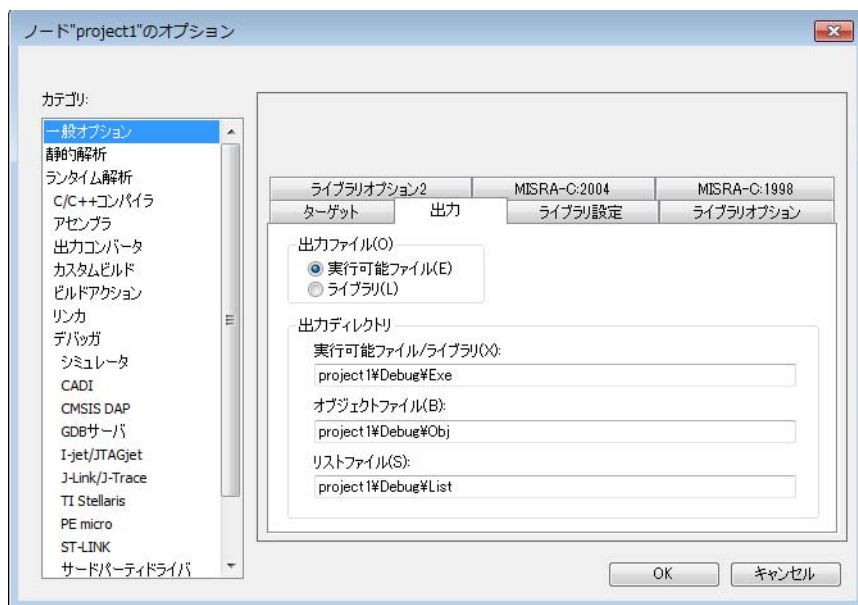 ノード"project1"のオプション
カテゴリ:
一般オプション
静的解析
ランタイム解析
C/C++コンパイラ
アセンブラ
出力コンバータ
カスタムビルド
ビルドアクション
リンカ
デバッガ
シミュレータ
CADI
CMSIS DAP
GDBサーバ
I-jet/JTAGjet
J-Link/J-Trace
TI Stellaris
PE micro
ST-LINK
サードパーティドライバ
ライブラリオプション2 MISRA-C:2004 MISRA-C:1998
ターゲット 出力 ライブラリ設定 ライブラリオプション
出力ファイル(O)
実行可能ファイル(E)
ライブラリ(L)
出力ディレクトリ
実行可能ファイル/ライブラリ(X):
project1¥Debug¥Exe
オブジェクトファイル(B):
project1¥Debug¥Obj
リストファイル(S):
project1¥Debug¥List
OK キャンセル